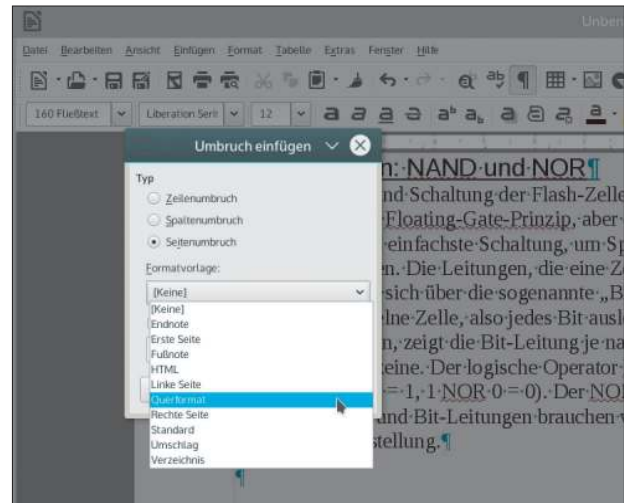 Unben
Datei Bearbeiten Ansicht Einfügen Format Tabelle Extras Fenster Hilfe
160 Fließtext Liberation Seri 12
Umbruch einfügen
Typ
Zeilenumbruch
Spaltenumbruch
Seitenumbruch
Formatvorlage:
[Keine]
[Keine]
Endnote
Erste Seite
Fußnote
HTML
Linke Seite
Querformat
Rechte Seite
Standard
Umschlag
Verzeichnis
n: NAND und NOR¶
nd Schaltung der Flash-Zelle
Floating-Gate-Prinzip, aber
einfachste Schaltung, um Sp
en. Die Leitungen, die eine Z
sich über die sogenannte „B
lne Zelle, also jedes Bit ausl
n, zeigt die Bit-Leitung je na
eine. Der logische Operator
= 1, 1 NOR 0 = 0). Der NO
und Bit-Leitungen brauchen
stellung.¶
¶